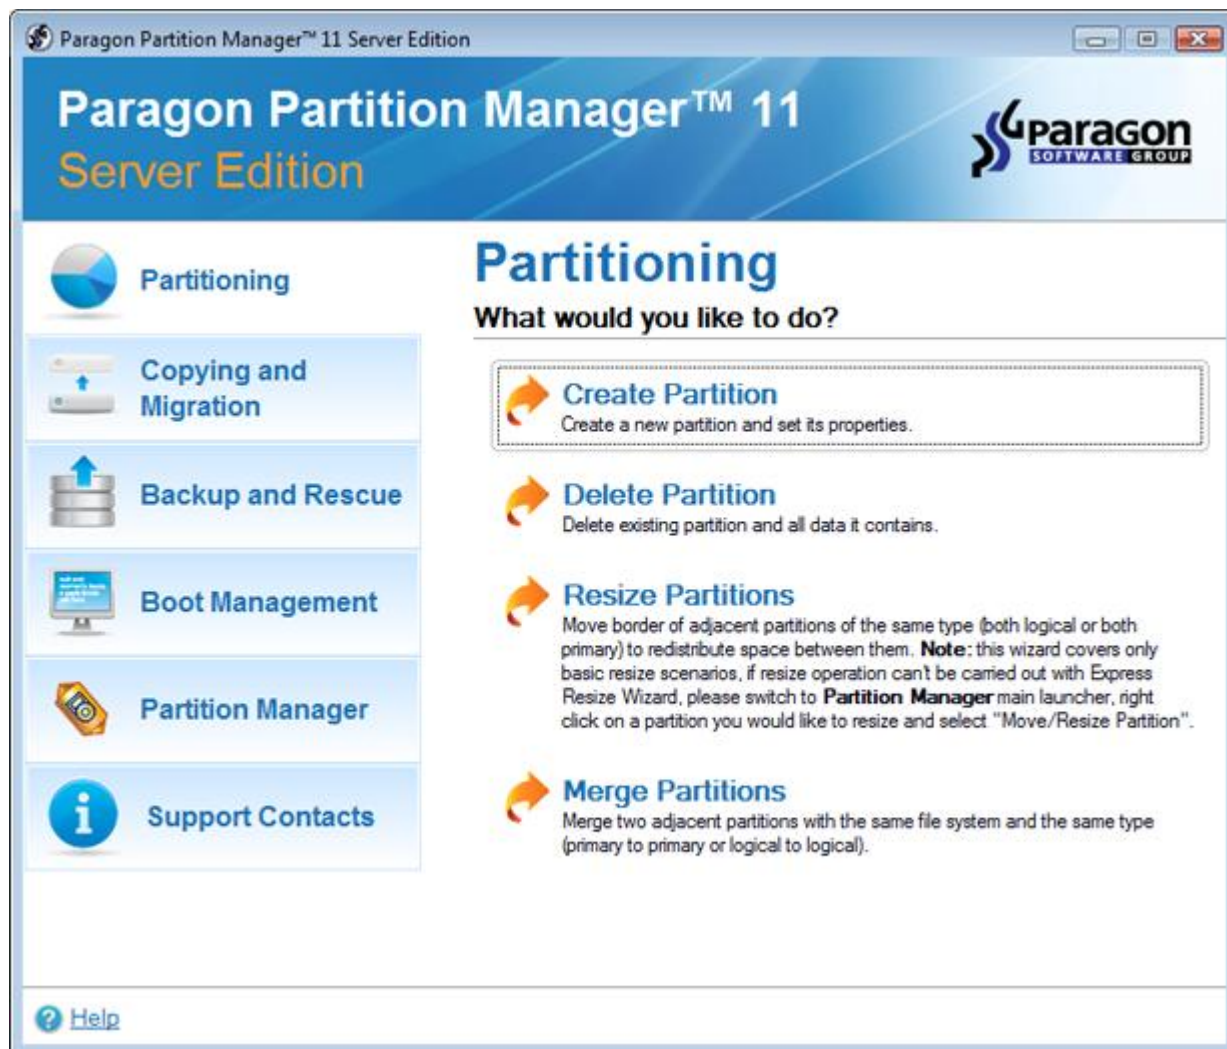 Paragon Partition Manager™ 11 Server Edition
Paragon Partition Manager™ 11
Server Edition
Paragon
SOFTWARE GROUP
Partitioning
Copying and
Migration
Backup and Rescue
Boot Management
Partition Manager
Support Contacts
Partitioning
What would you like to do?
Create Partition
Create a new partition and set its properties.
Delete Partition
Delete existing partition and all data it contains.
Resize Partitions
Move border of adjacent partitions of the same type (both logical or both
primary) to redistribute space between them. Note: this wizard covers only
basic resize scenarios, if resize operation can't be carried out with Express
Resize Wizard, please switch to Partition Manager main launcher, right
click on a partition you would like to resize and select "Move/Resize Partition".
Merge Partitions
Merge two adjacent partitions with the same file system and the same type
(primary to primary or logical to logical).
Help